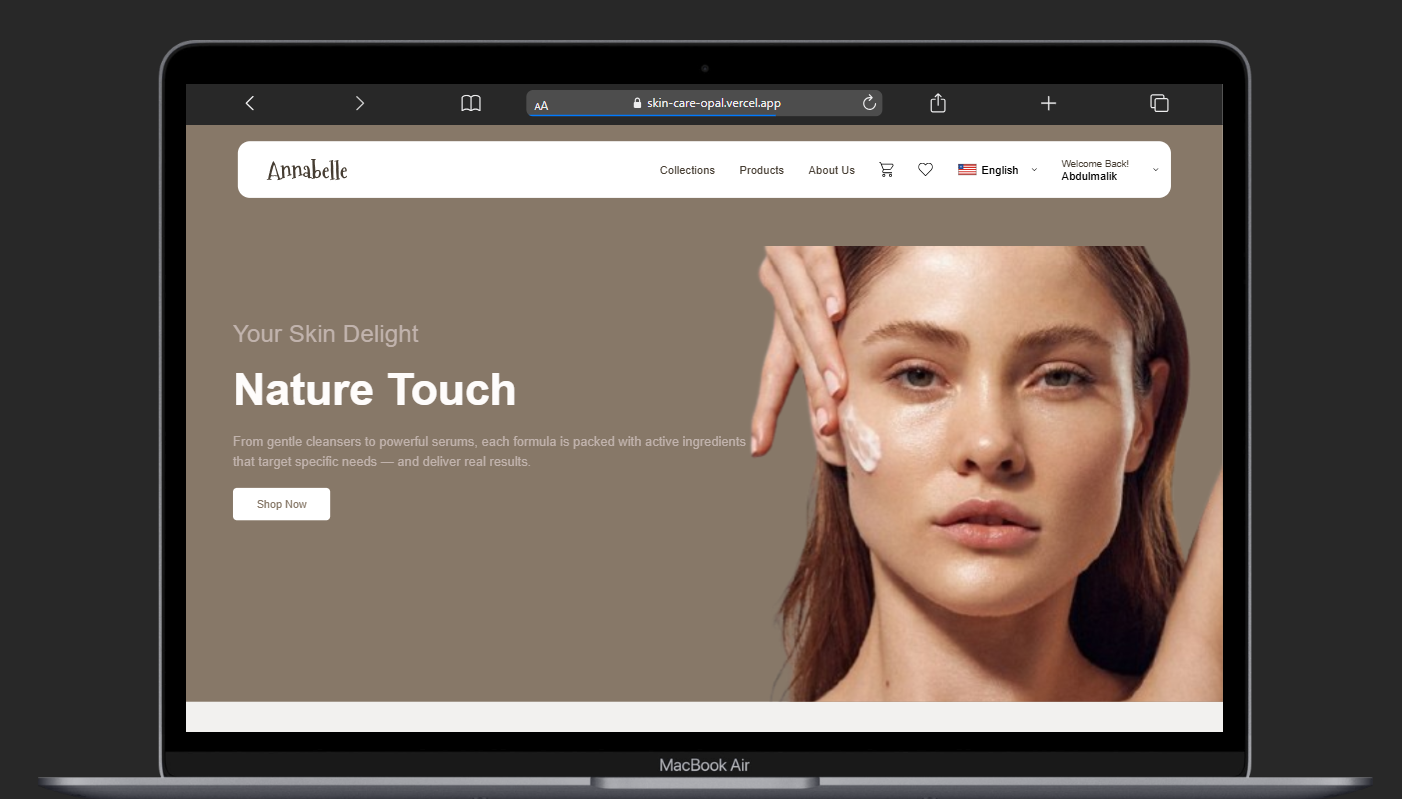 AA
skin-care-opal.vercel.app
Annabelle
Collections
Products
About Us
English
Welcome Back!
Abdulmalik
Your Skin Delight
Nature Touch
From gentle cleansers to powerful serums, each formula is packed with active ingredients
that target specific needs — and deliver real results.
Shop Now
MacBook Air